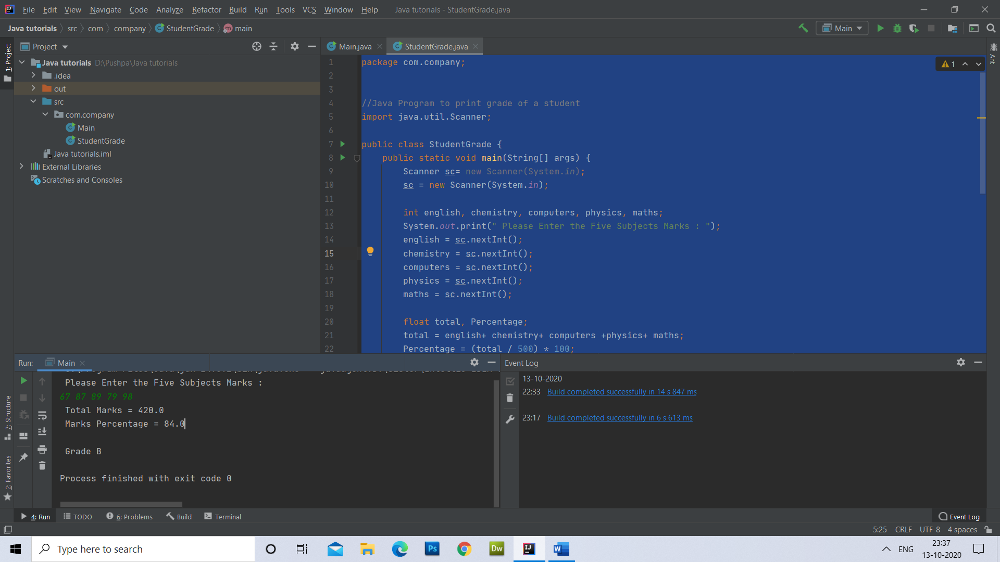 File Edit View Navigate Code Analyze Refactor Build Run Tools VCS Window Help Java tutorials - StudentGrade.java
Java tutorials src com company StudentGrade main Main
1: Project
Project
Java tutorials D:\Pushpa\Java tutorials
.idea
out
src
com.company
Main
StudentGrade
Java tutorials.iml
External Libraries
Scratches and Consoles
Main.java StudentGrade.java
Ant
1
1 package com.company;
2
3
4 //Java Program to print grade of a student
5 import java.util.Scanner;
6
7 public class StudentGrade {
8 public static void main(String[] args) {
9 Scanner sc= new Scanner(System.in);
10 sc = new Scanner(System.in);
11
12 int english, chemistry, computers, physics, maths;
13 System.out.print(" Please Enter the Five Subjects Marks : ");
14 english = sc.nextInt();
15 chemistry = sc.nextInt();
16 computers = sc.nextInt();
17 physics = sc.nextInt();
18 maths = sc.nextInt();
19
20 float total, Percentage;
21 total = english+ chemistry+ computers +physics+ maths;
22 Percentage = (total / 500) * 100;
Run: Main
Please Enter the Five Subjects Marks :
67 87 89 79 98
Total Marks = 420.0
Marks Percentage = 84.0
Grade B
Process finished with exit code 0
Event Log
13-10-2020
22:33 Build completed successfully in 14 s 847 ms
23:17 Build completed successfully in 6 s 613 ms
7: Structure
2: Favorites
4: Run TODO 6: Problems Build Terminal Event Log
5:25 CRLF UTF-8 4 spaces
Type here to search
Ps
Dw
IJ
W
ENG
23:37
13-10-2020